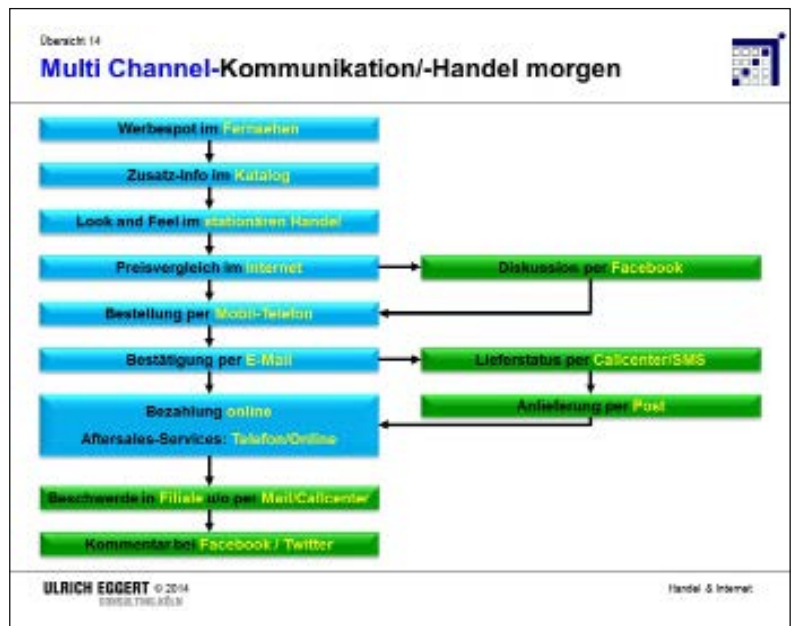 Übersicht 14
Multi Channel-Kommunikation/-Handel morgen
Werbespot im Fernsehen
Zusatz-Info im Katalog
Look and Feel im stationären Handel
Preisvergleich im Internet
Diskussion per Facebook
Bestellung per Mobil-Telefon
Bestätigung per E-Mail
Lieferstatus per Callcenter/SMS
Anlieferung per Post
Bezahlung online
Aftersales-Services: Telefon/Online
Beschwerde in Filiale u/o per Mail/Callcenter
Kommentar bei Facebook / Twitter
ULRICH EGGERT © 2014
CONSULTING.KÖLN
Handel & Internet